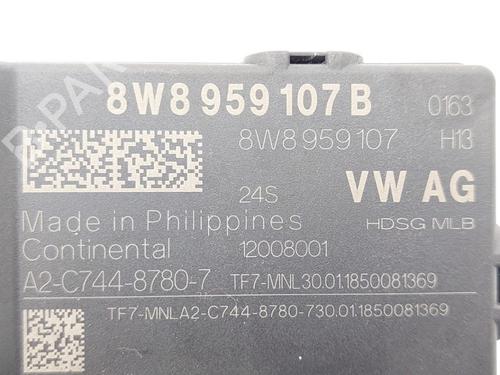 8W8 959 107 B 0163
8W8 959 107 H13
24S VW AG
Made in Philippines HDSG MLB
Continental 12008001
A2-C744-8780-7 TF7-MNL30.01.1850081369
TF7-MNLA2-C744-8780-730.01.1850081369